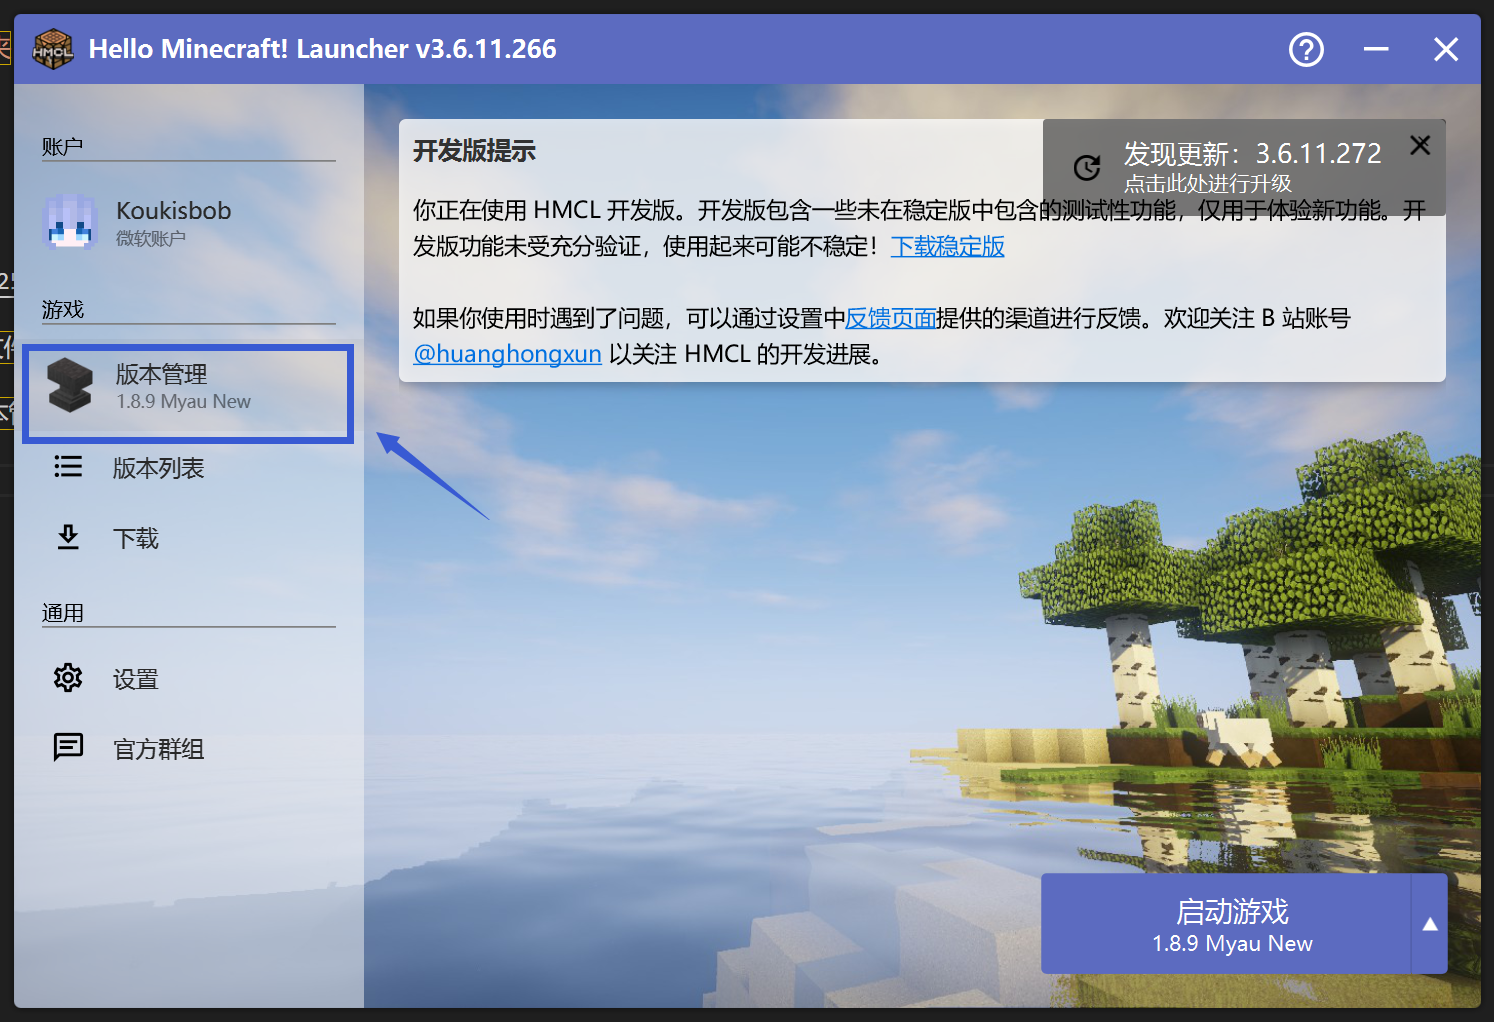 Hello Minecraft! Launcher v3.6.11.266
账户
Koukisbob
微软账户
游戏
版本管理
1.8.9 Myau New
版本列表
下载
通用
设置
官方群组
开发版提示
发现更新：3.6.11.272
点击此处进行升级
你正在使用 HMCL 开发版。开发版包含一些未在稳定版中包含的测试性功能，仅用于体验新功能。开
发版功能未受充分验证，使用起来可能不稳定！下载稳定版
如果你使用时遇到了问题，可以通过设置中反馈页面提供的渠道进行反馈。欢迎关注 B 站账号
@huanghongxun 以关注 HMCL 的开发进展。
启动游戏
1.8.9 Myau New